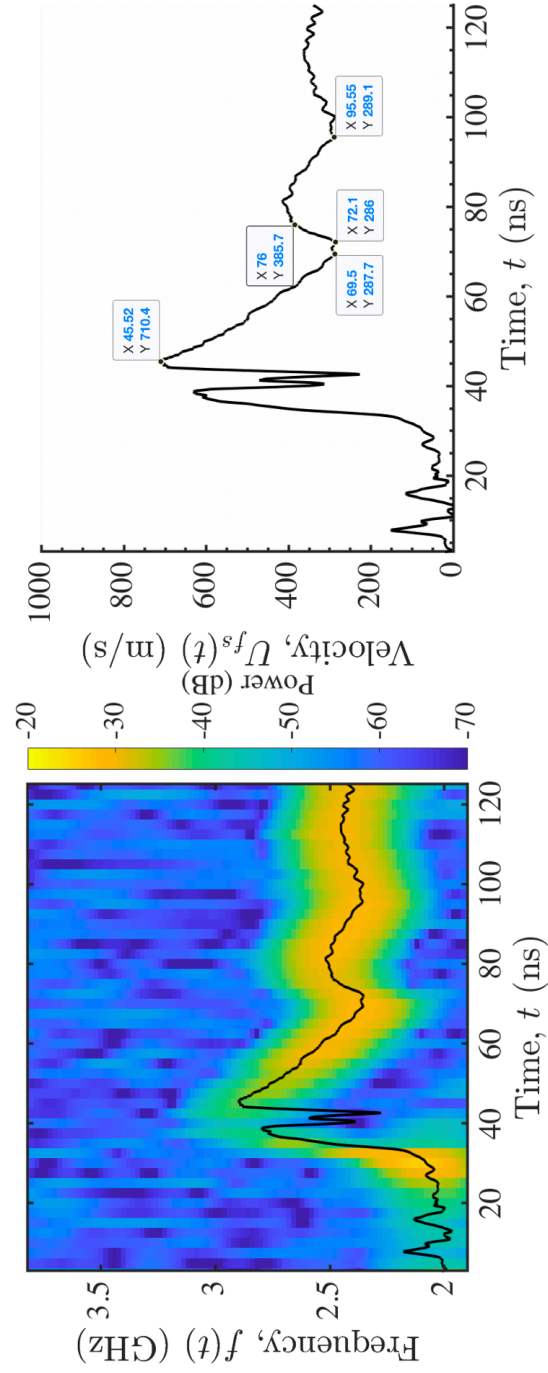 Frequency, f(t) (GHz)
3.5
3
2.5
2
20
40
60
80
100
120
Time, t (ns)
Power (dB)
-20
-30
-40
-50
-60
-70
Velocity, U_fs(t) (m/s)
1000
800
600
400
200
0
20
40
60
80
100
120
Time, t (ns)
X 45.52
Y 710.4
X 69.5
Y 287.7
X 72.1
Y 286
X 76
Y 385.7
X 95.55
Y 289.1